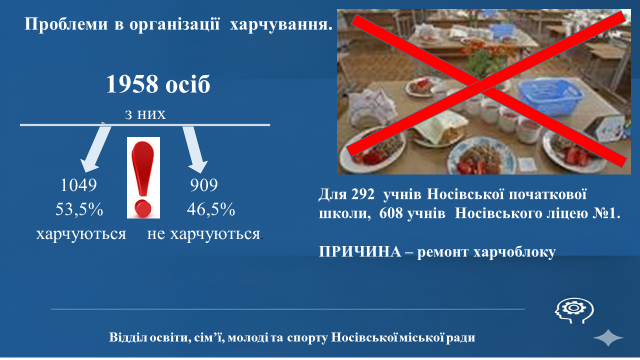 Проблеми в організації харчування.
1958 осіб
з них
1049
53,5%
харчуються
909
46,5%
не харчуються
Для 292 учнів Носівської початкової
школи, 608 учнів Носівського ліцею №1.
ПРИЧИНА – ремонт харчоблоку
Відділ освіти, сім’ї, молоді та спорту Носівської міської ради